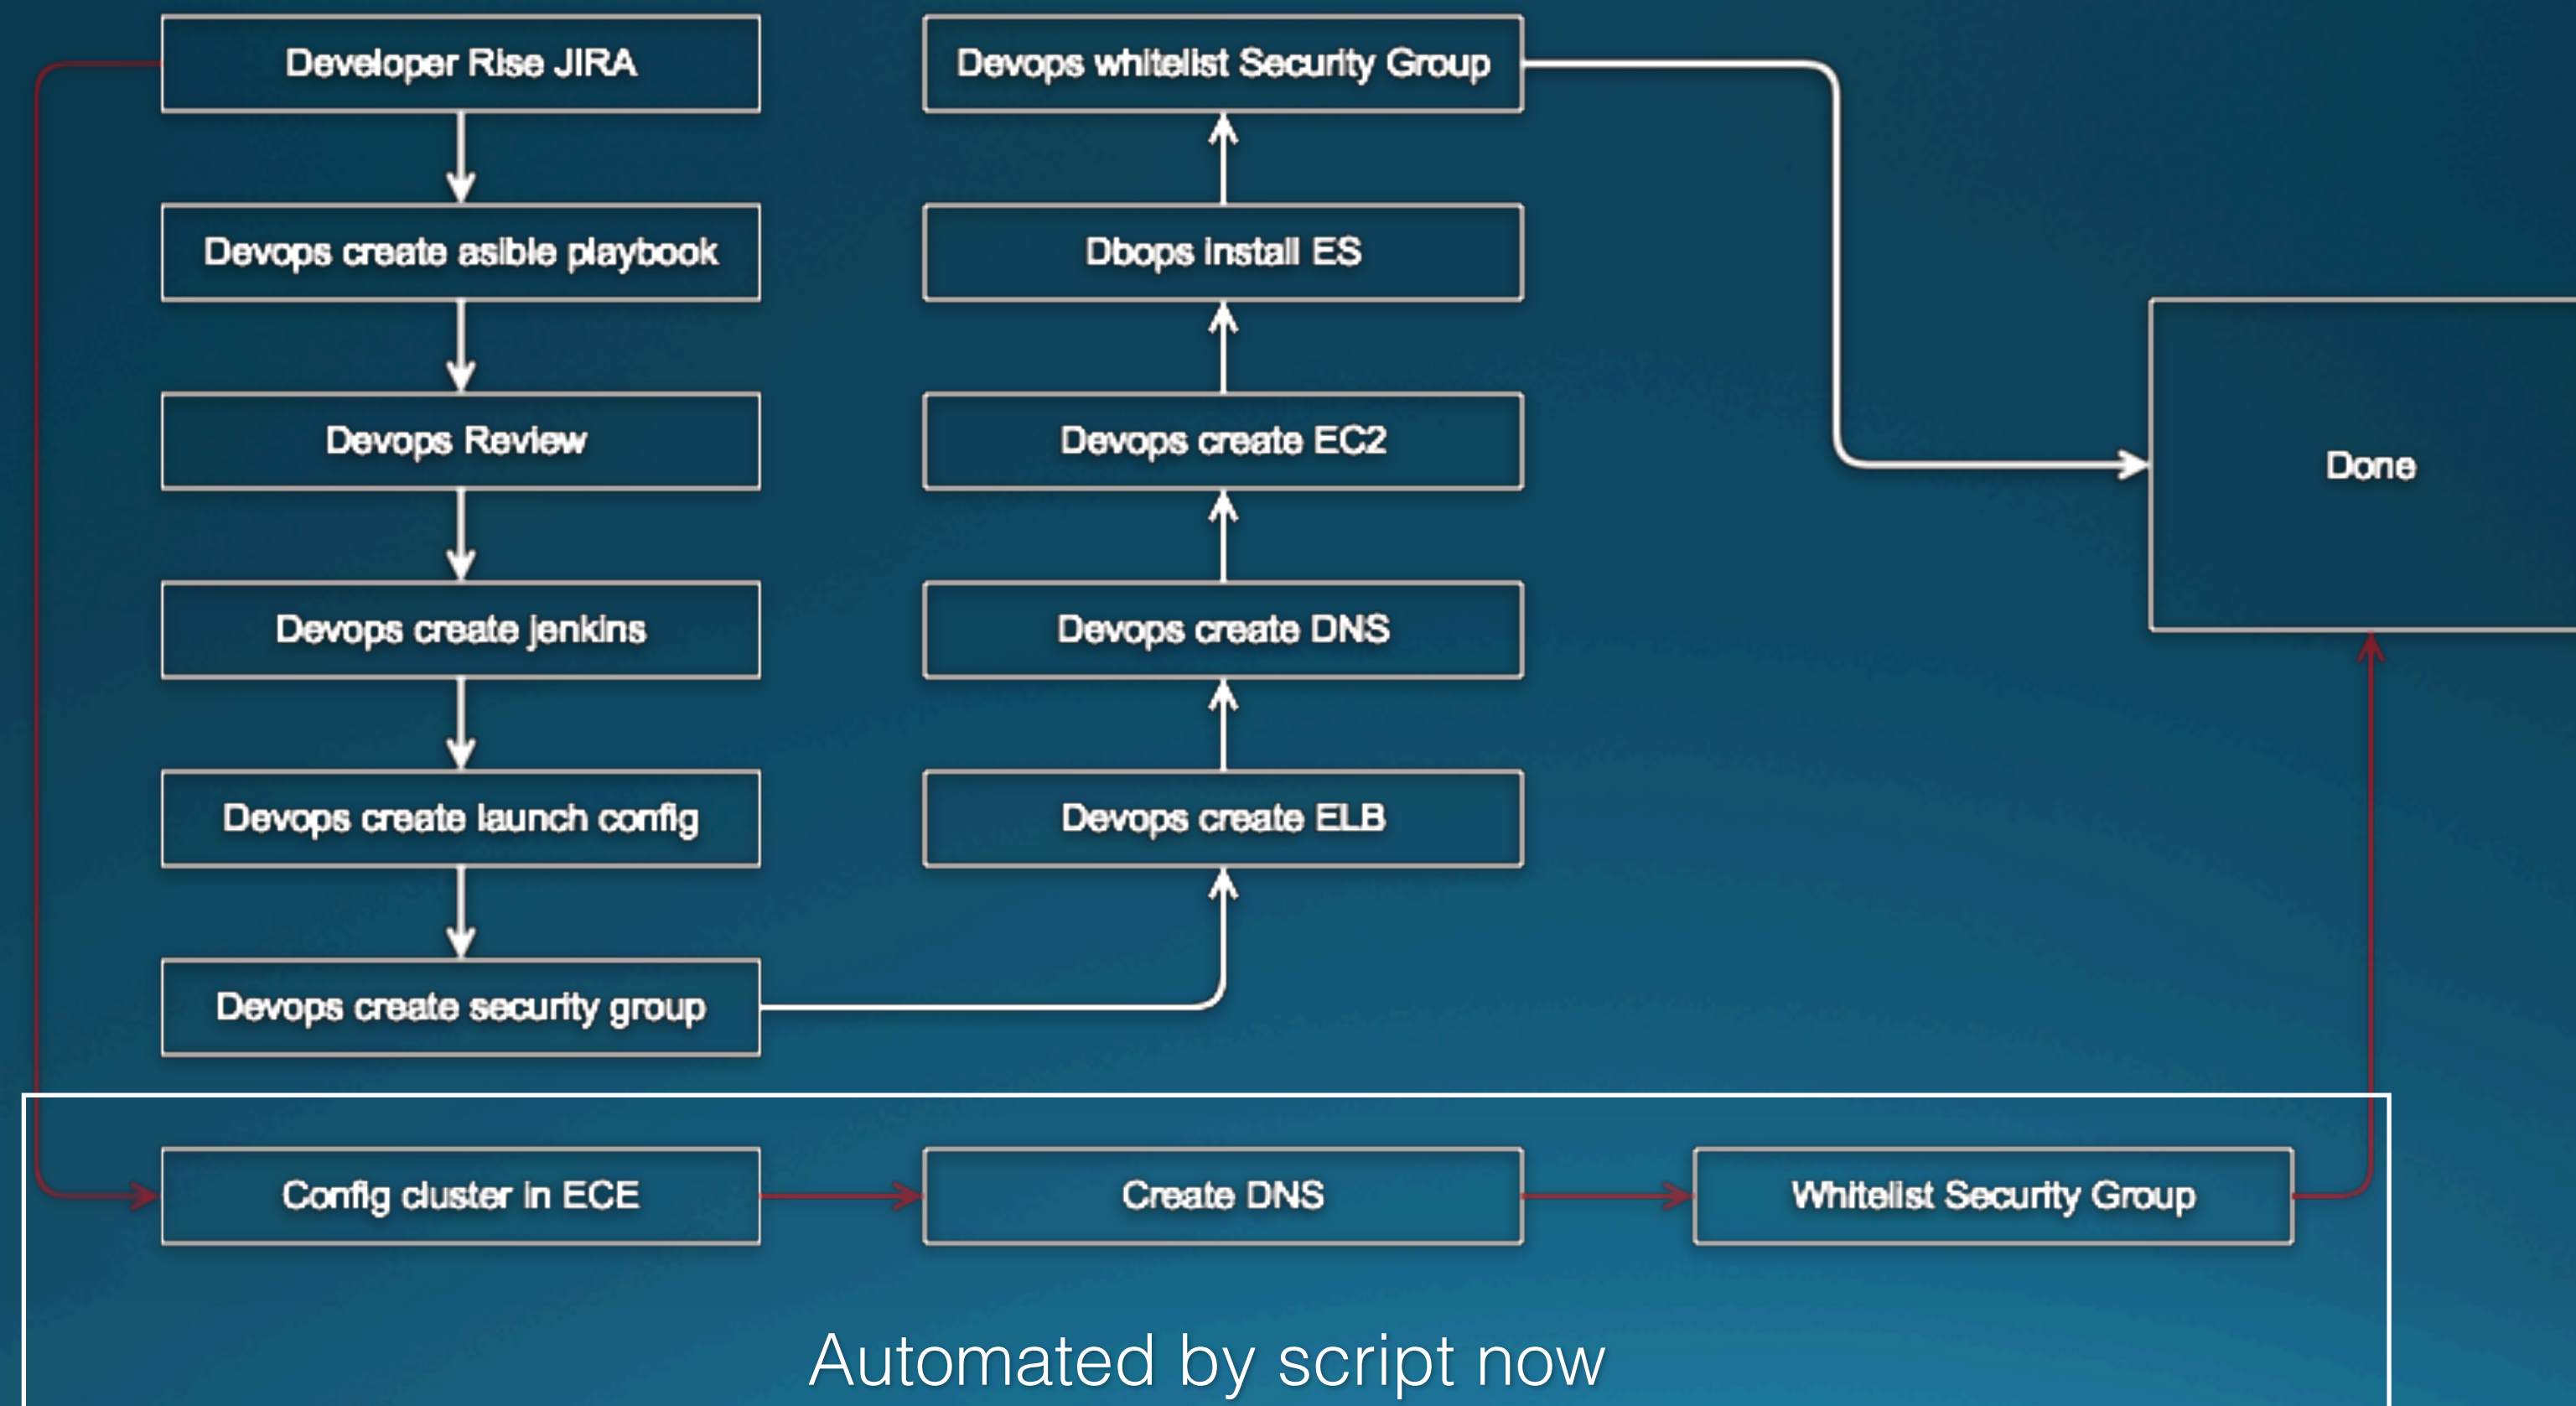 Developer Rise JIRA
Devops create asible playbook
Devops Review
Devops create jenkins
Devops create launch config
Devops create security group
Devops whitelist Security Group
Dbops install ES
Devops create EC2
Devops create DNS
Devops create ELB
Done
Config cluster in ECE
Create DNS
Whitelist Security Group
Automated by script now